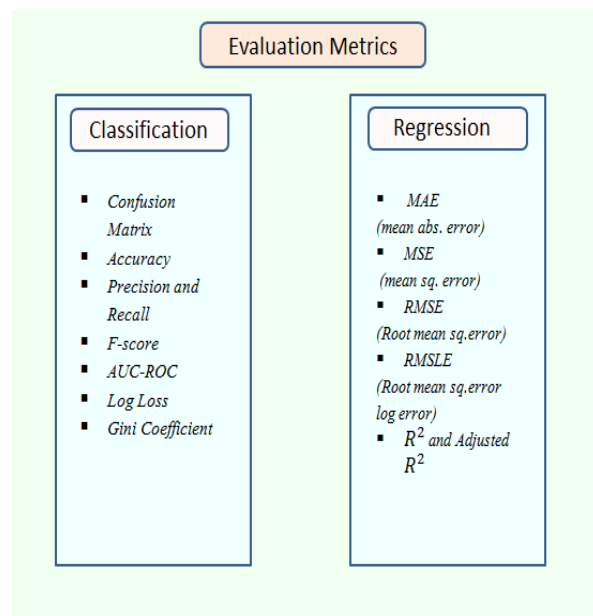 Evaluation Metrics
Classification
▪ Confusion
Matrix
▪ Accuracy
▪ Precision and
Recall
▪ F-score
▪ AUC-ROC
▪ Log Loss
▪ Gini Coefficient
Regression
▪ MAE
(mean abs. error)
▪ MSE
(mean sq. error)
▪ RMSE
(Root mean sq.error)
▪ RMSLE
(Root mean sq.error
log error)
▪ R² and Adjusted
R²